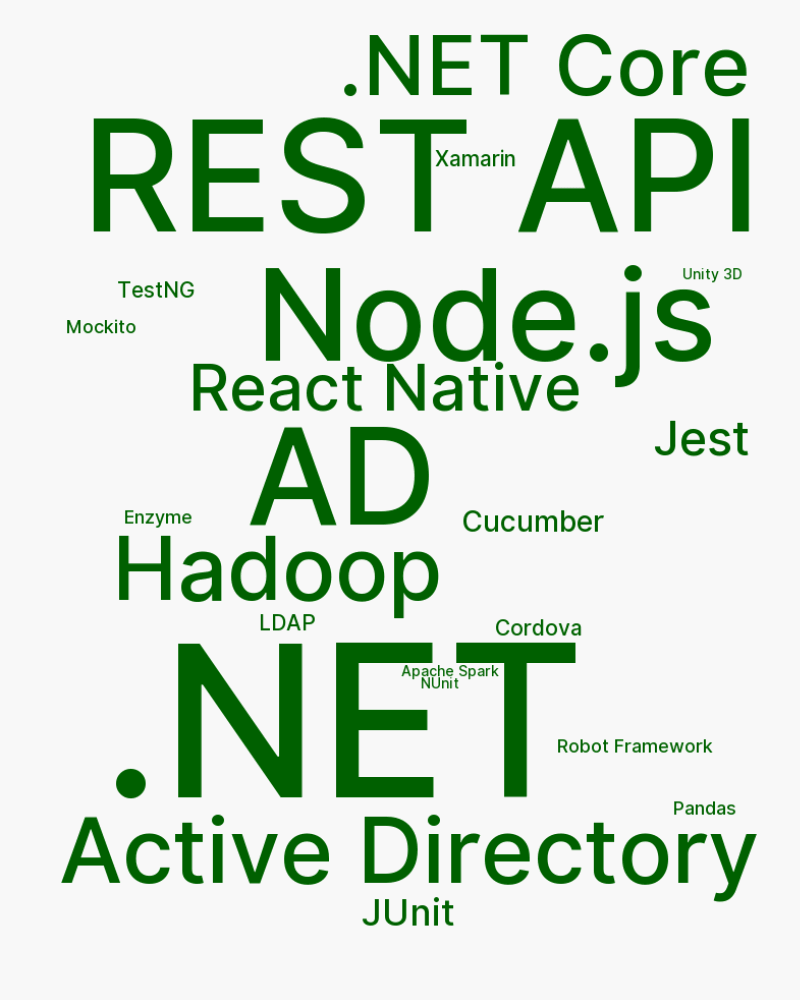 .NET Core
REST API
Xamarin
Node.js
Unity 3D
TestNG
Mockito
React Native
Jest
AD
Enzyme
Cucumber
Hadoop
LDAP
Cordova
.NET
Apache Spark
NUnit
Robot Framework
Pandas
Active Directory
JUnit